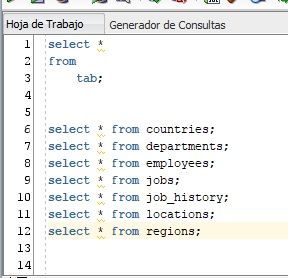 Hoja de Trabajo Generador de Consultas
1 select *
2 from
3 tab;
4
5
6 select * from countries;
7 select * from departments;
8 select * from employees;
9 select * from jobs;
10 select * from job_history;
11 select * from locations;
12 select * from regions;
13
14